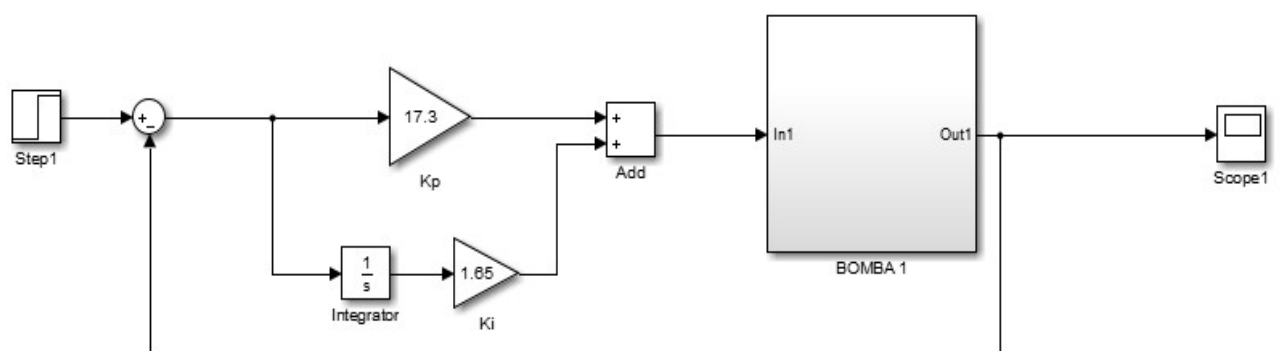 Step1
+
−
17.3
Kp
1
s
Integrator
1.65
Ki
+
+
Add
In1
Out1
BOMBA 1
Scope1